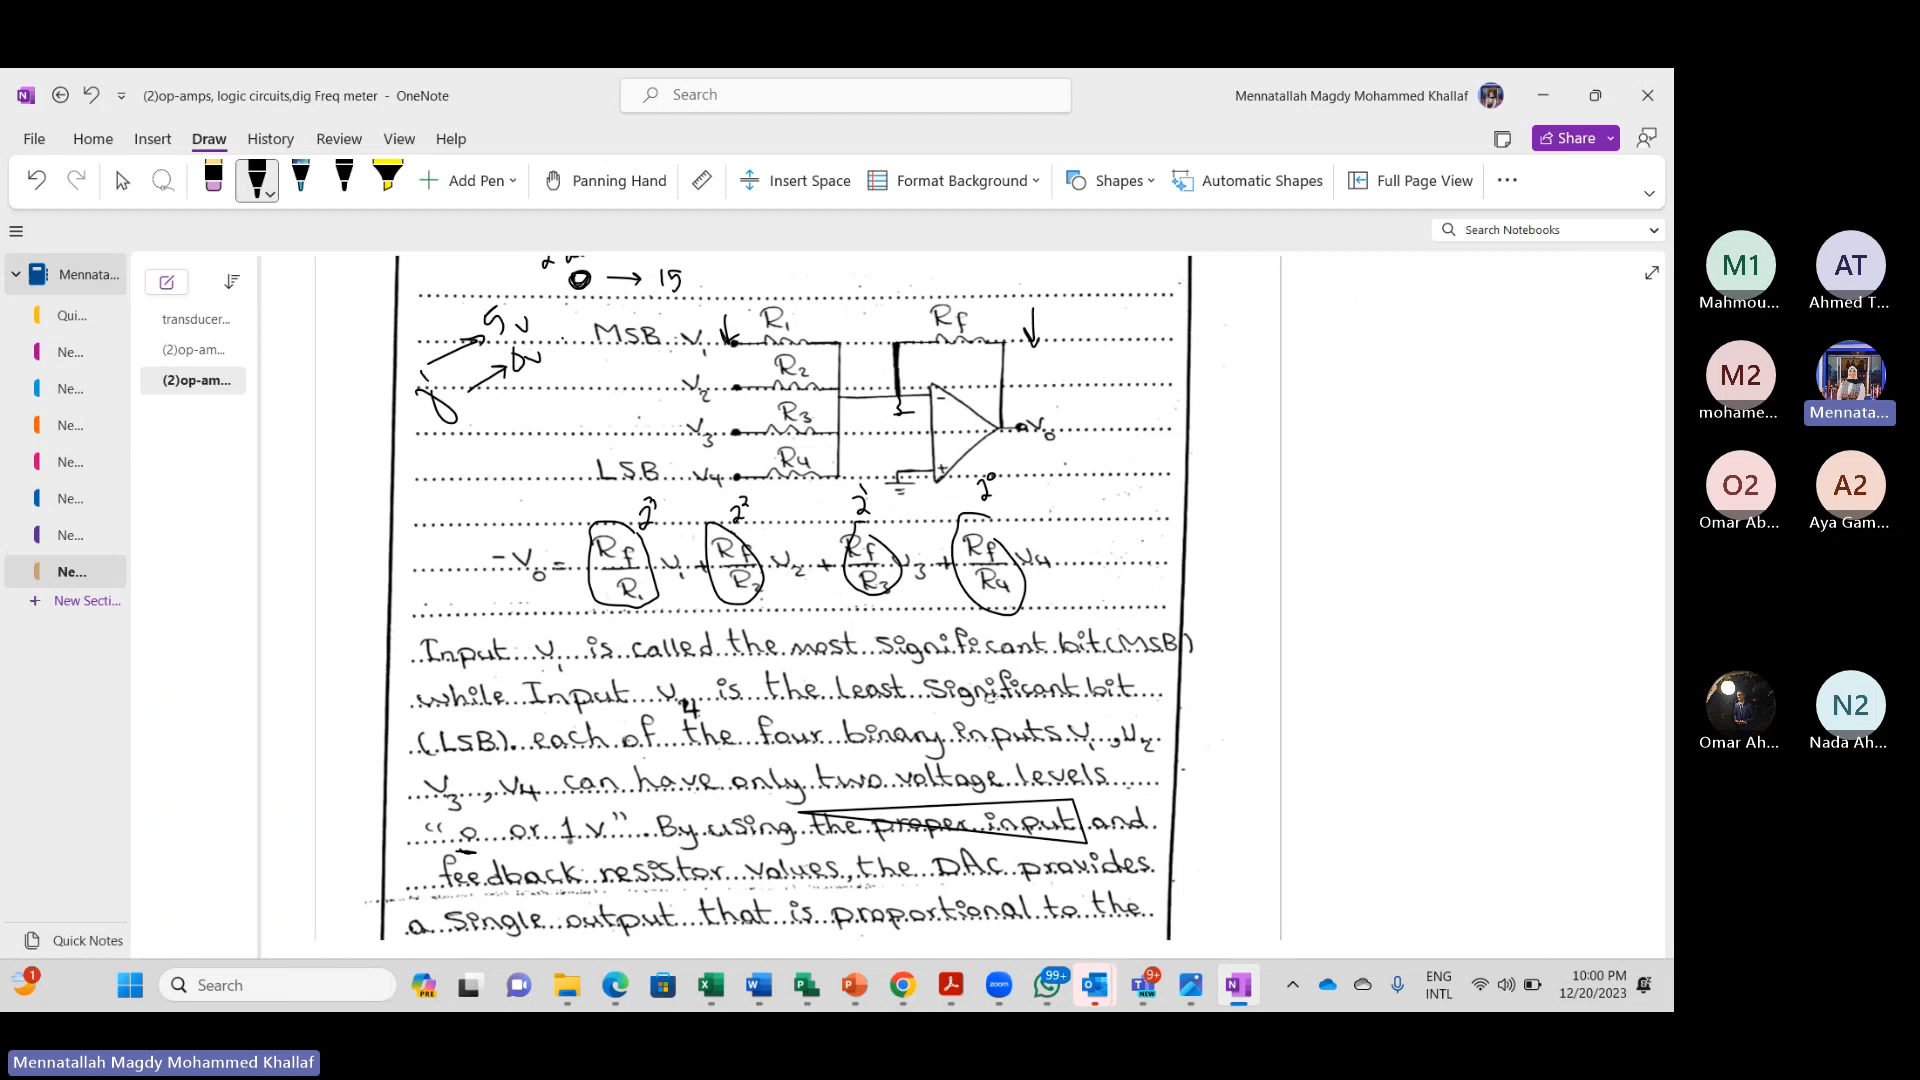 (2)op-amps, logic circuits,dig Freq meter - OneNote
Search
Mennatallah Magdy Mohammed Khallaf
File Home Insert Draw History Review View Help
Share
Add Pen
Panning Hand
Insert Space
Format Background
Shapes
Automatic Shapes
Full Page View
Search Notebooks
Mennata...
Qui...
Ne...
Ne...
Ne...
Ne...
Ne...
Ne...
Ne...
New Secti...
Quick Notes
transducer...
(2)op-am...
(2)op-am...
0 → 15
5 v
0v
MSB V1 R1 Rf
V2 R2
V3 R3 V0
LSB V4 R4
- +
2³ 2² 2¹ 2⁰
-V0 = Rf/R1 V1 + Rf/R2 V2 + Rf/R3 V3 + Rf/R4 V4
Input V1 is called the most significant bit (MSB)
while Input V4 is the least significant bit
(LSB). each of the four binary inputs V1, V2
V3, V4 can have only two voltage levels
"0 or 1 v". By using the proper input and
feedback resistor values, the DAC provides
a single output that is proportional to the
M1 AT
Mahmou... Ahmed T...
M2
mohame... Mennata...
O2 A2
Omar Ab... Aya Gam...
N2
Omar Ah... Nada Ah...
1
Search
PRE
zoom
99+
9+
NEW
ENG
INTL
10:00 PM
12/20/2023
Mennatallah Magdy Mohammed Khallaf